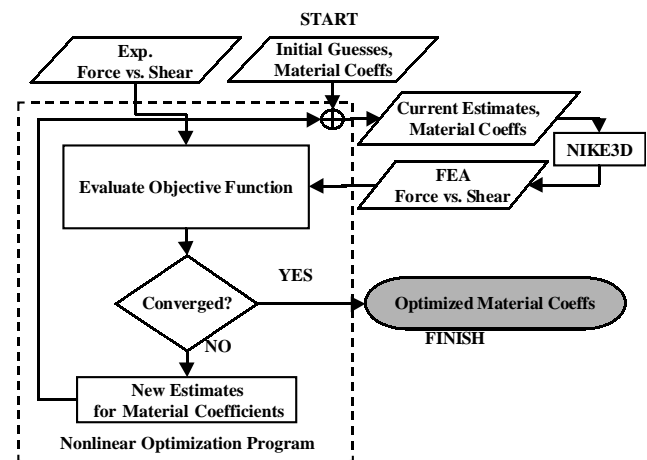 START
Exp.
Force vs. Shear
Initial Guesses,
Material Coeffs
Current Estimates,
Material Coeffs
NIKE3D
Evaluate Objective Function
FEA
Force vs. Shear
Converged?
YES
Optimized Material Coeffs
FINISH
NO
New Estimates
for Material Coefficients
Nonlinear Optimization Program